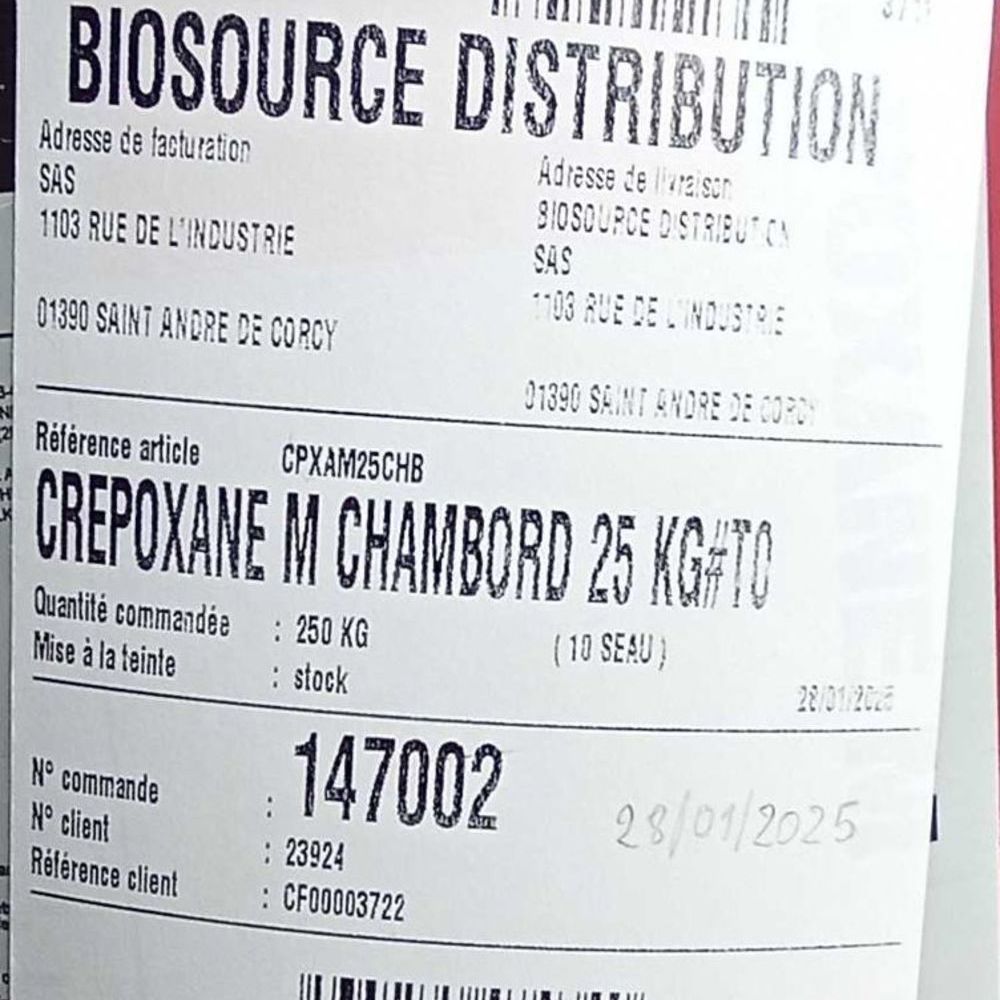 BIOSOURCE DISTRIBUTION
Adresse de facturation
SAS
1103 RUE DE L'INDUSTRIE
01390 SAINT ANDRE DE CORCY
Adresse de livraison
BIOSOURCE DISTRIBUTION
SAS
1103 RUE DE L'INDUSTRIE
01390 SAINT ANDRE DE CORCY
Référence article CPXAM25CHB
CREPOXANE M CHAMBORD 25 KG#TO
Quantité commandée : 250 KG ( 10 SEAU )
Mise à la teinte : stock
28/01/2025
N° commande : 147002
28/01/2025
N° client : 23924
Référence client : CF00003722